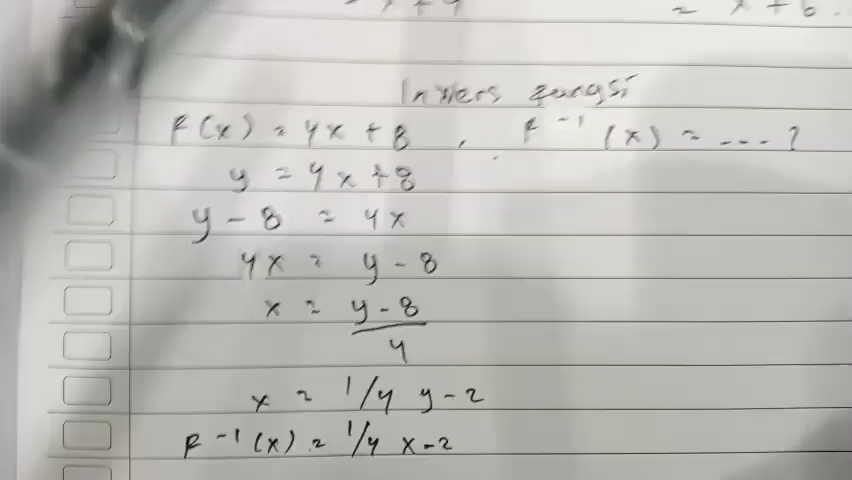 = x + 6
Invers fungsi
F(x) = 4x + 8 , F⁻¹(x) = ---?
y = 4x + 8
y - 8 = 4x
4x = y - 8
x = y - 8
4
x = 1/4 y - 2
F⁻¹(x) = 1/4 x - 2